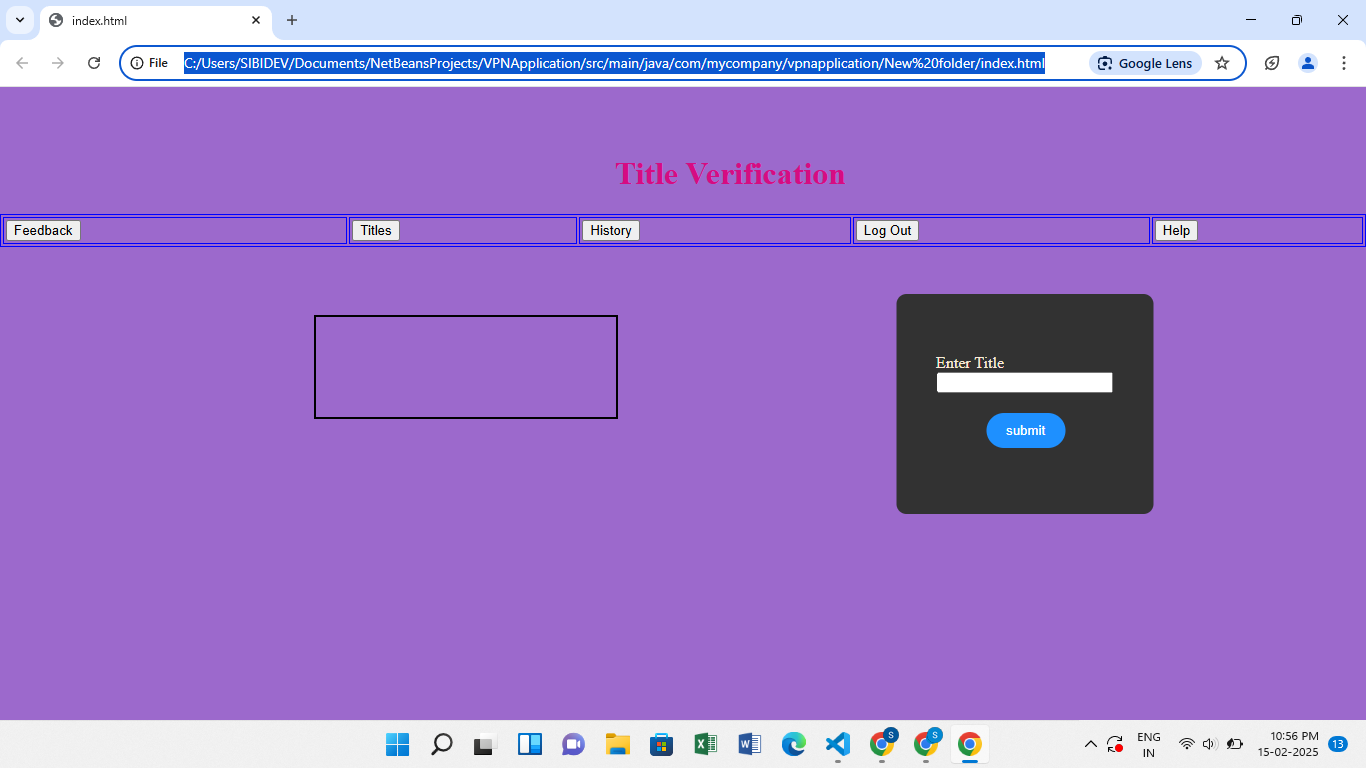 index.html
File C:/Users/SIBIDEV/Documents/NetBeansProjects/VPNApplication/src/main/java/com/mycompany/vpnapplication/New%20folder/index.html Google Lens
Title Verification
Feedback Titles History Log Out Help
Enter Title
submit
S S
ENG
IN
10:56 PM
15-02-2025
13